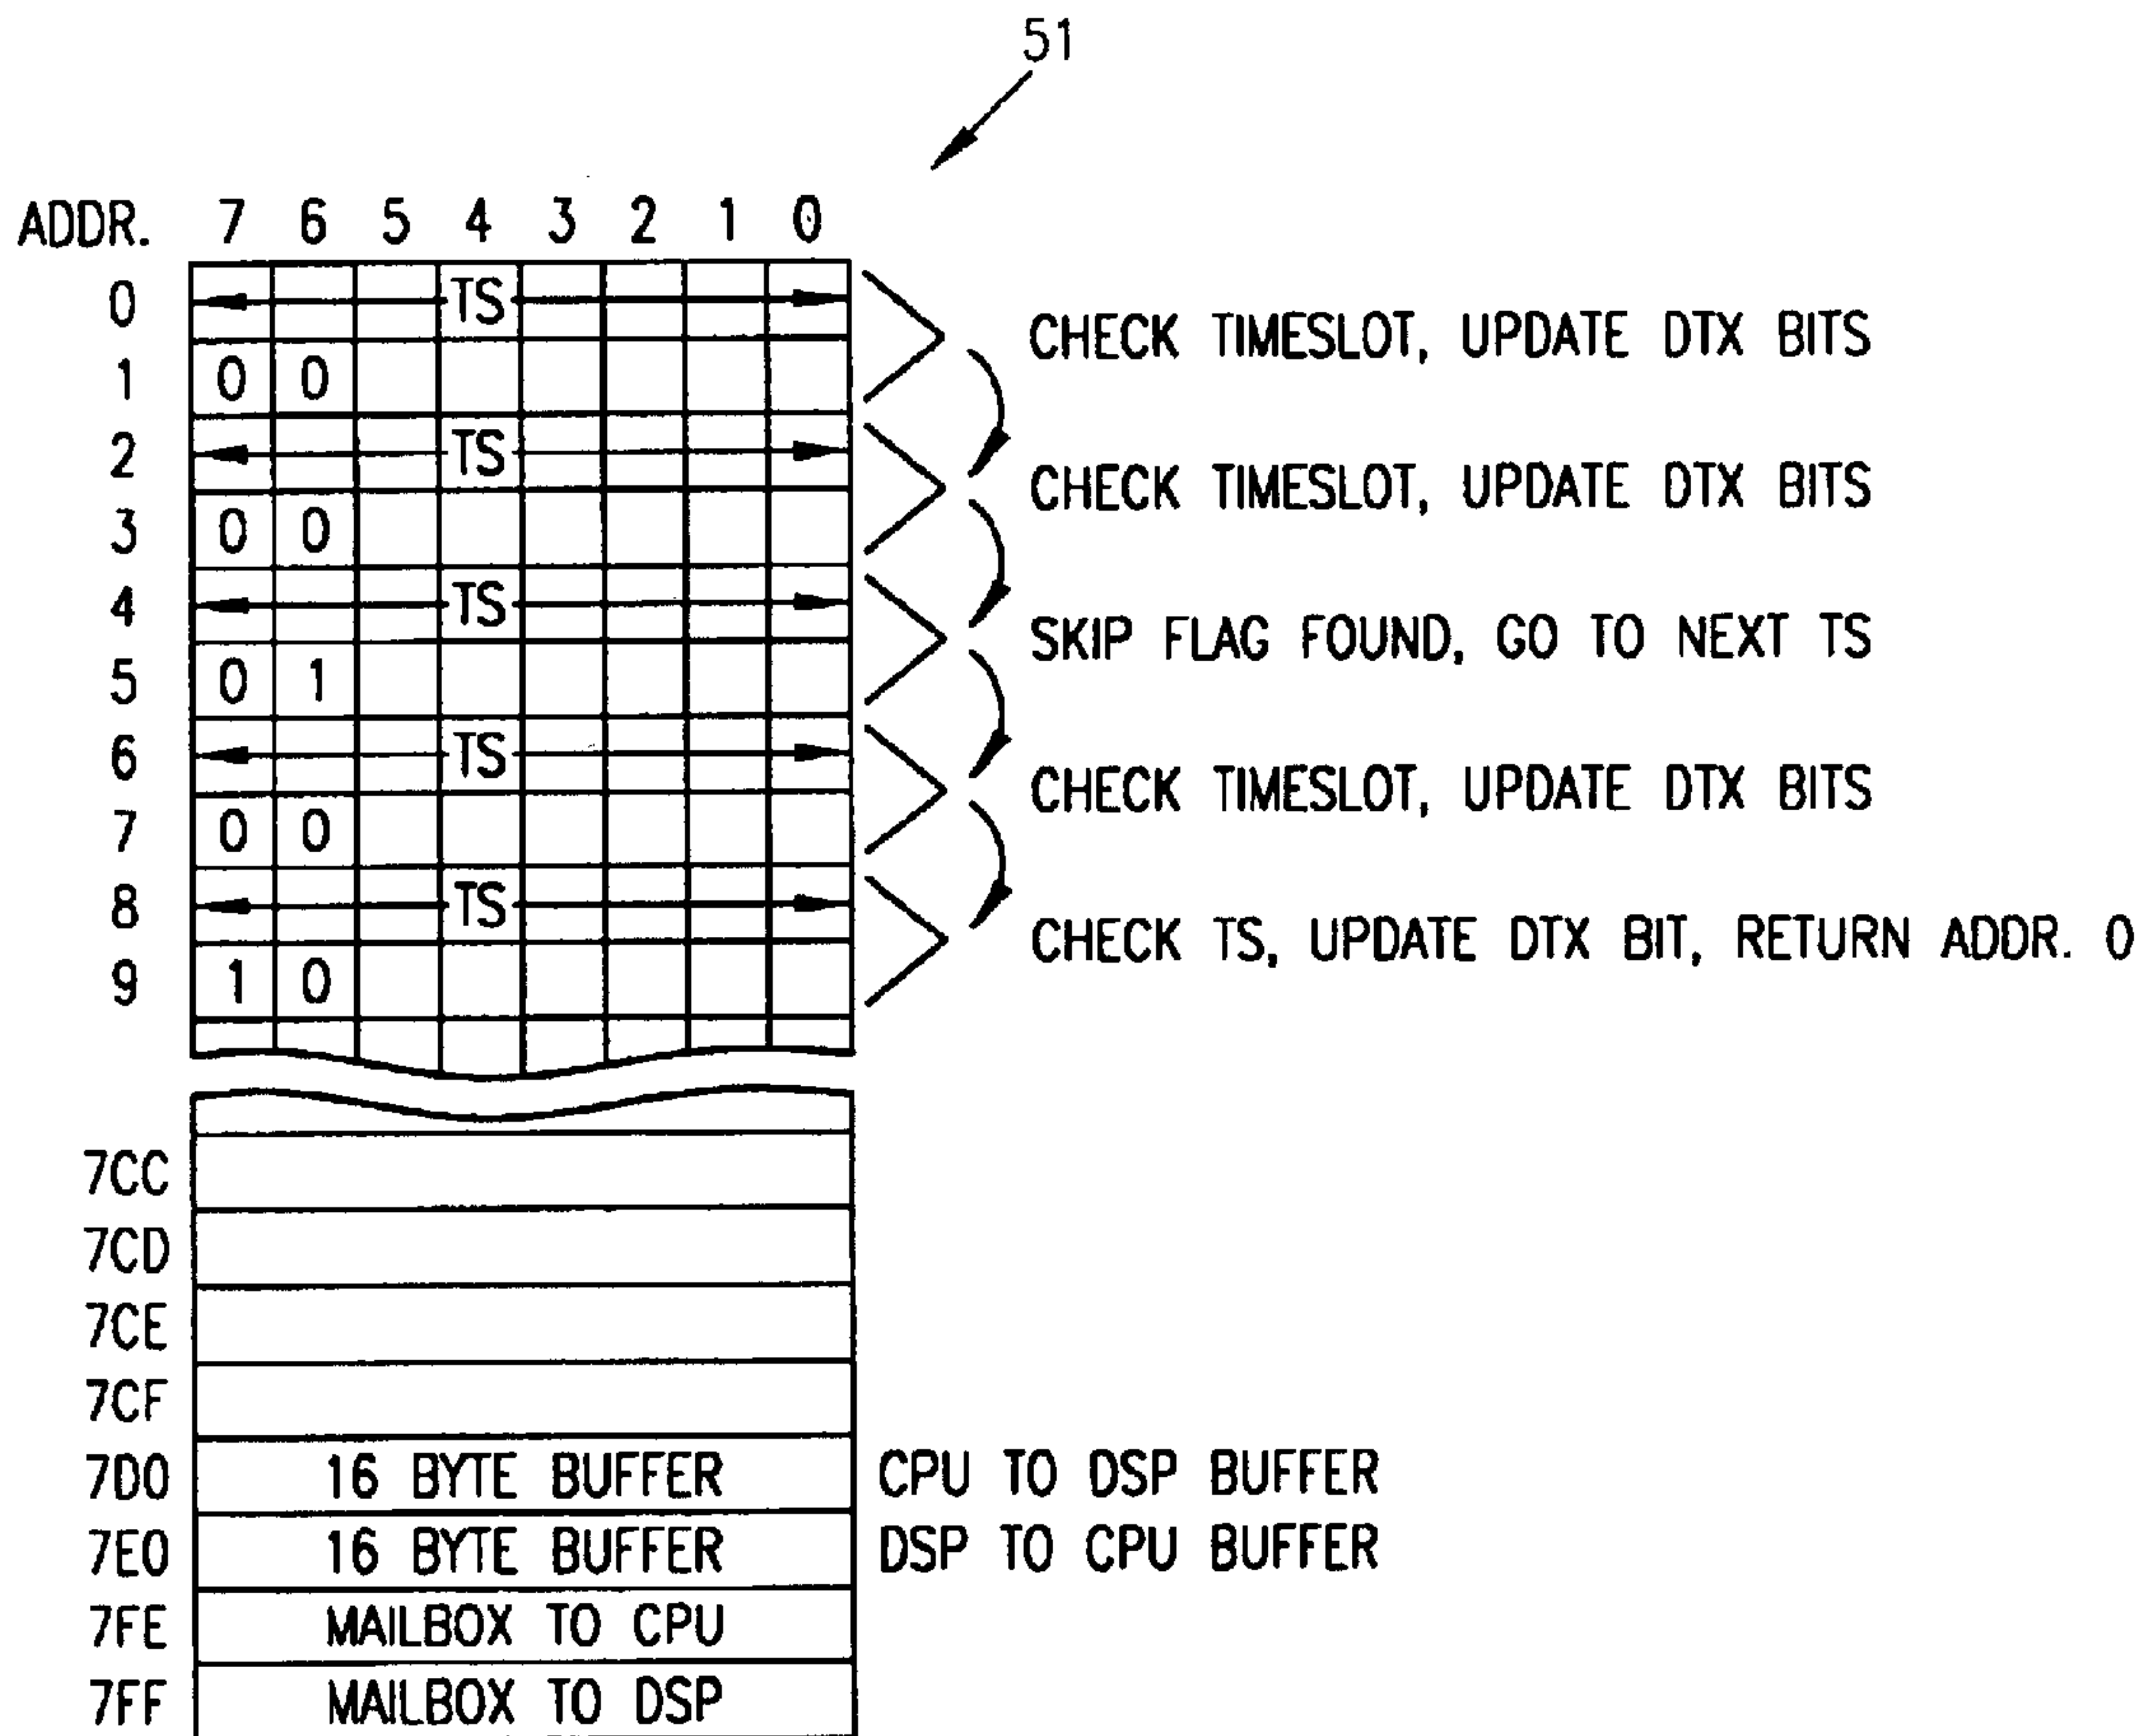 51
ADDR. 7 6 5 4 3 2 1 0
0 TS
CHECK TIMESLOT, UPDATE DTX BITS
1 0 0
2 TS
CHECK TIMESLOT, UPDATE DTX BITS
3 0 0
4 TS
SKIP FLAG FOUND, GO TO NEXT TS
5 0 1
6 TS
CHECK TIMESLOT, UPDATE DTX BITS
7 0 0
8 TS
CHECK TS, UPDATE DTX BIT, RETURN ADDR. 0
9 1 0
7CC
7CD
7CE
7CF
7D0 16 BYTE BUFFER CPU TO DSP BUFFER
7E0 16 BYTE BUFFER DSP TO CPU BUFFER
7FE MAILBOX TO CPU
7FF MAILBOX TO DSP